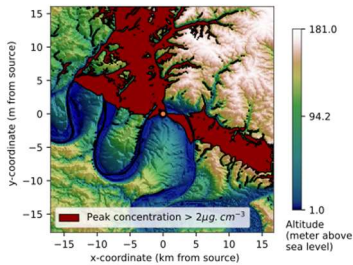 15
10
5
0
−5
−10
−15
y-coordinate (m from source)
Peak concentration > 2μg. cm⁻³
−15 −10 −5 0 5 10 15
x-coordinate (km from source)
181.0
94.2
1.0
Altitude
(meter above
sea level)